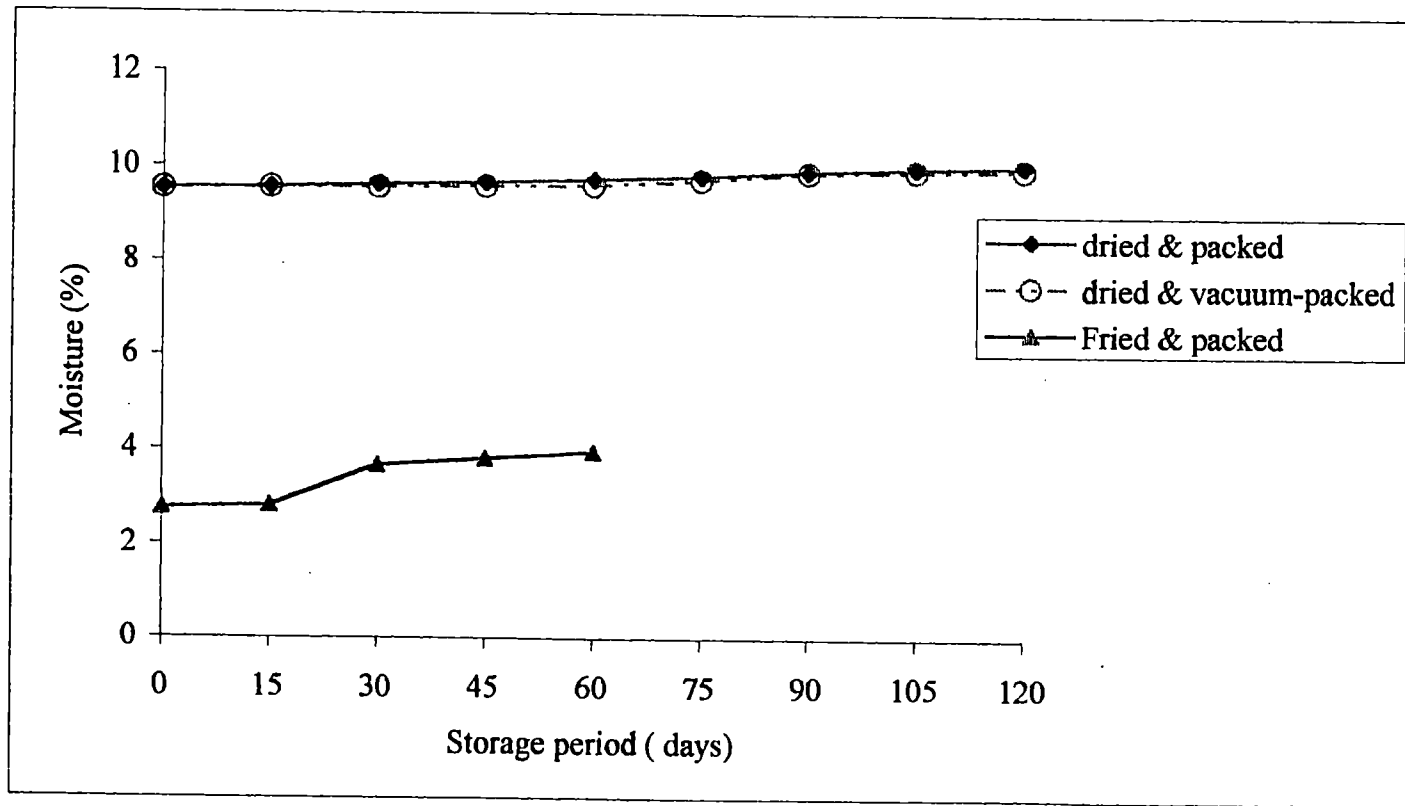 12
10
8
6
4
2
0
Moisture (%)
0 15 30 45 60 75 90 105 120
Storage period ( days)
dried & packed
dried & vacuum-packed
Fried & packed